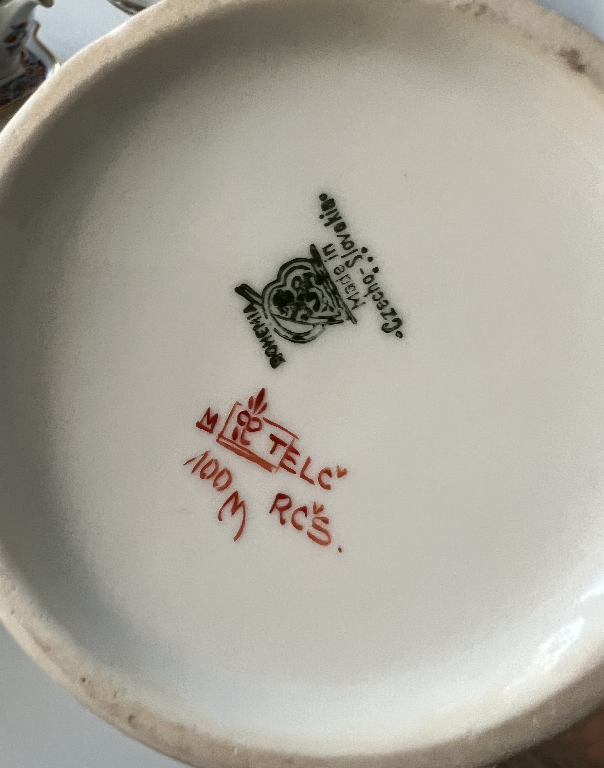 BOHEMIA
Made in
Czecho-Slovakia
M TELČ
100 M RČS.